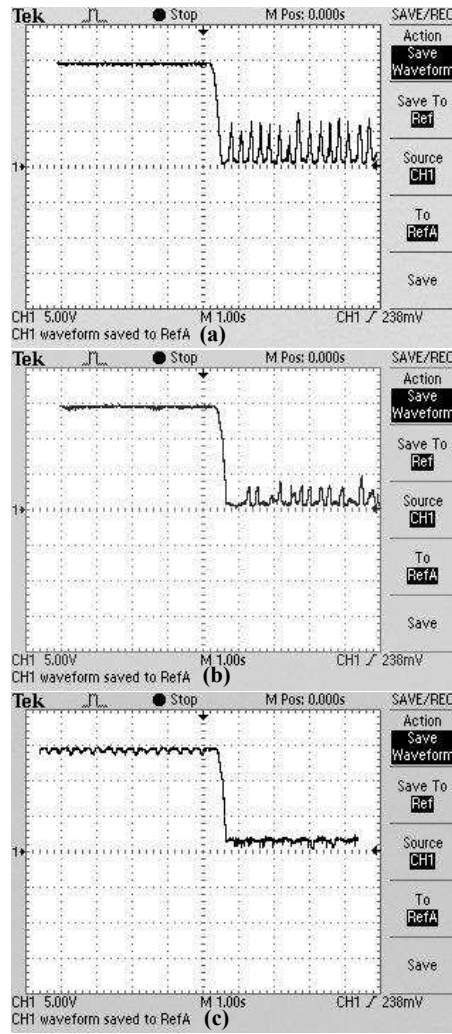 Tek Stop M Pos: 0.000s SAVE/REC
Action
Save
Waveform
Save To
Ref
Source
CH1
To
RefA
Save
1
CH1 5.00V M 1.00s CH1 238mV
CH1 waveform saved to RefA (a)
Tek Stop M Pos: 0.000s SAVE/REC
Action
Save
Waveform
Save To
Ref
Source
CH1
To
RefA
Save
1
CH1 5.00V M 1.00s CH1 238mV
CH1 waveform saved to RefA (b)
Tek Stop M Pos: 0.000s SAVE/REC
Action
Save
Waveform
Save To
Ref
Source
CH1
To
RefA
Save
1
CH1 5.00V M 1.00s CH1 238mV
CH1 waveform saved to RefA (c)